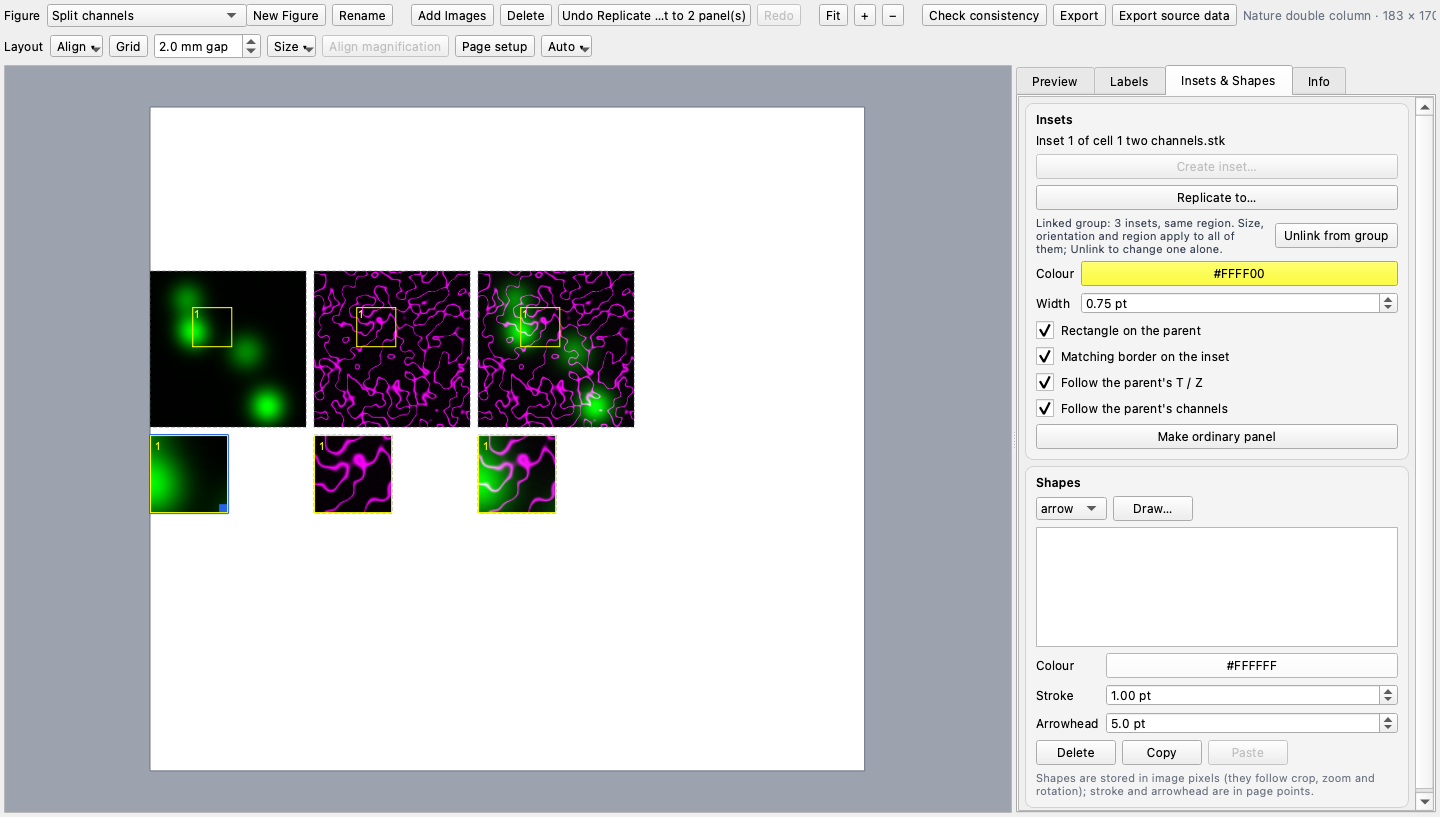 Figure Split channels New Figure Rename Add Images Delete Undo Replicate ...t to 2 panel(s) Redo Fit + − Check consistency Export Export source data Nature double column · 183 × 170
Layout Align Grid 2.0 mm gap Size Align magnification Page setup Auto
Preview Labels Insets & Shapes Info
Insets
Inset 1 of cell 1 two channels.stk
Create inset...
Replicate to...
Linked group: 3 insets, same region. Size,
orientation and region apply to all of
them; Unlink to change one alone.
Unlink from group
Colour #FFFF00
Width 0.75 pt
Rectangle on the parent
Matching border on the inset
Follow the parent's T / Z
Follow the parent's channels
Make ordinary panel
1 1 1
1 1 1
Shapes
arrow Draw...
Colour #FFFFFF
Stroke 1.00 pt
Arrowhead 5.0 pt
Delete Copy Paste
Shapes are stored in image pixels (they follow crop, zoom and
rotation); stroke and arrowhead are in page points.